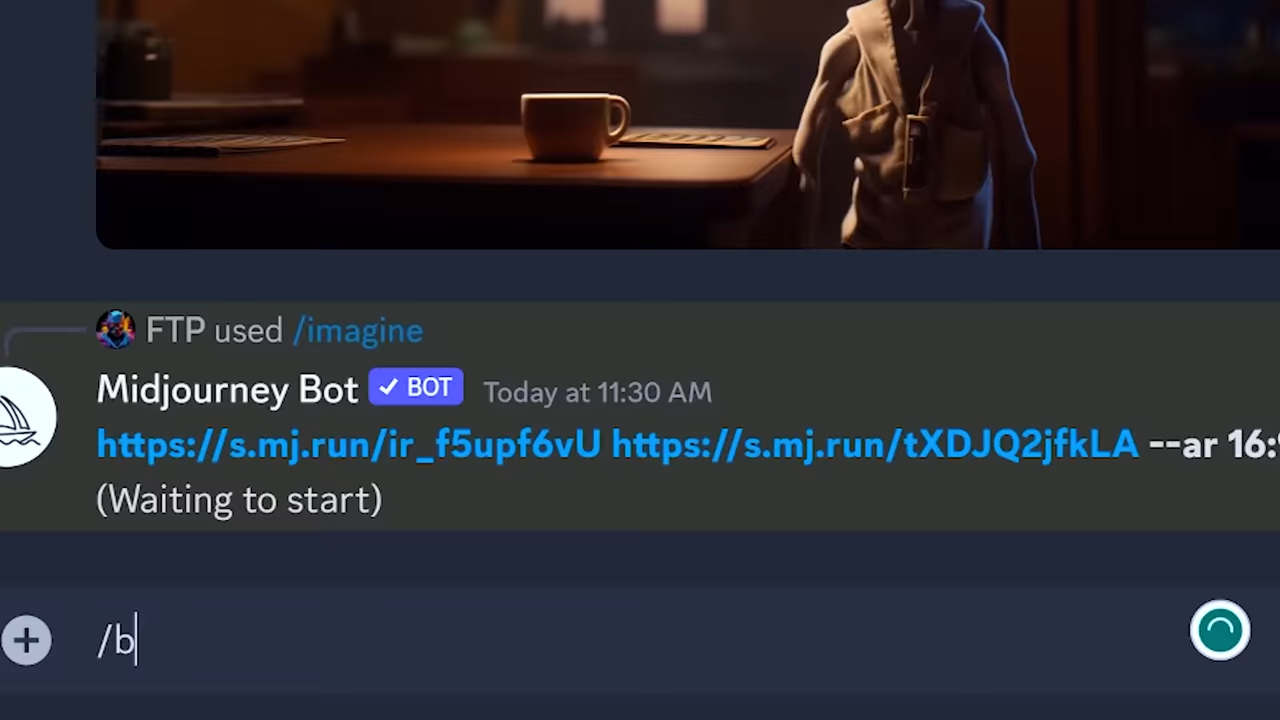 FTP used /imagine
Midjourney Bot ✓ BOT Today at 11:30 AM
https://s.mj.run/ir_f5upf6vU https://s.mj.run/tXDJQ2jfkLA --ar 16:
(Waiting to start)
/b